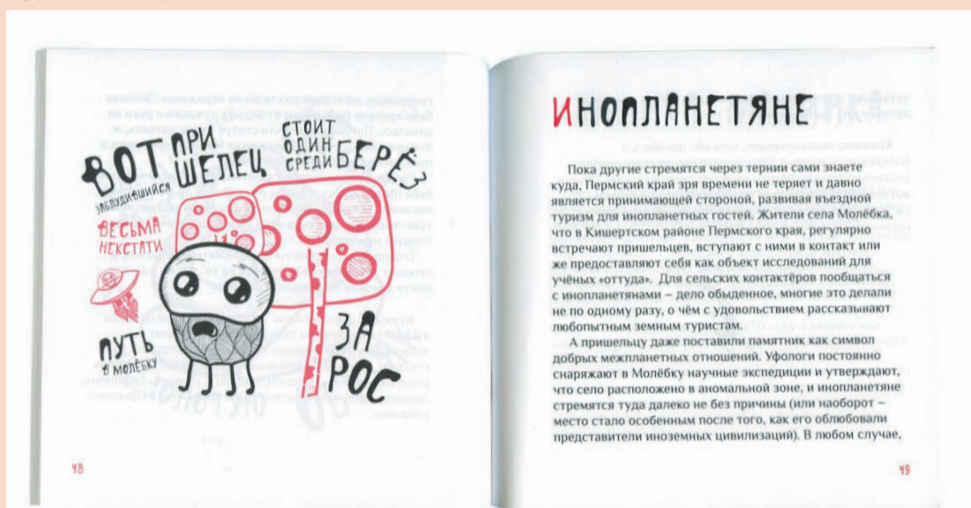 ВОТ ПРИ
ШЕЛЕЦ
ЗАБЛУДИВШИЙСЯ
СТОИТ
ОДИН
СРЕДИ БЕРЁЗ
ВЕСЬМА
НЕКСТАТИ
ПУТЬ
В МОЛЁБКУ
ЗА
РОС
48
ИНОПЛАНЕТЯНЕ
Пока другие стремятся через тернии сами знаете
куда, Пермский край зря времени не теряет и давно
является принимающей стороной, развивая въездной
туризм для инопланетных гостей. Жители села Молёбка,
что в Кишертском районе Пермского края, регулярно
встречают пришельцев, вступают с ними в контакт или
же предоставляют себя как объект исследований для
учёных «оттуда». Для сельских контактёров пообщаться
с инопланетянами – дело обыденное, многие это делали
не по одному разу, о чём с удовольствием рассказывают
любопытным земным туристам.
А пришельцу даже поставили памятник как символ
добрых межпланетных отношений. Уфологи постоянно
снаряжают в Молёбку научные экспедиции и утверждают,
что село расположено в аномальной зоне, и инопланетяне
стремятся туда далеко не без причины (или наоборот –
место стало особенным после того, как его облюбовали
представители иноземных цивилизаций). В любом случае,
49